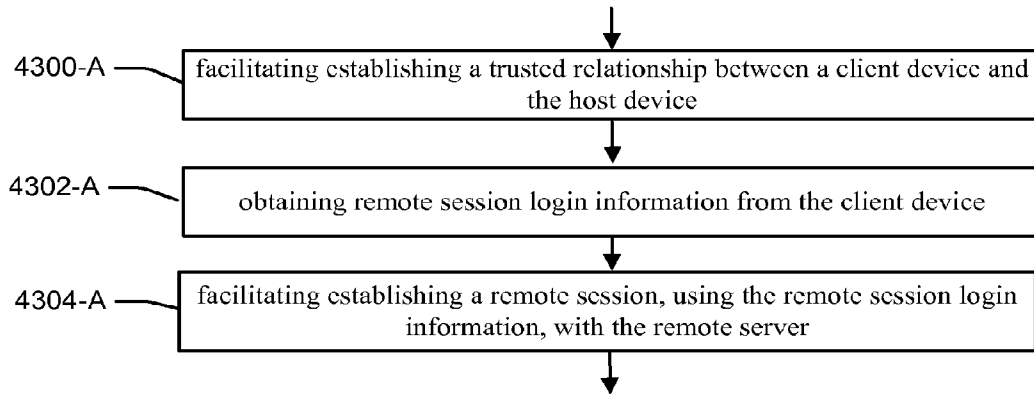 4300-A
facilitating establishing a trusted relationship between a client device and
the host device
4302-A
obtaining remote session login information from the client device
4304-A
facilitating establishing a remote session, using the remote session login
information, with the remote server